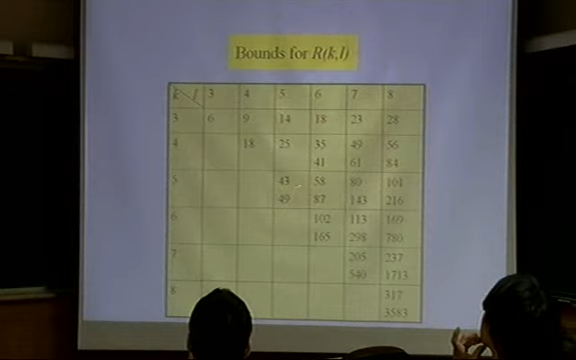 Bounds for R(k,l)
k l 3 4 5 6 7 8
3 6 9 14 18 23 28
4 18 25 35 49 56
41 61 84
5 43 58 80 101
49 87 143 216
6 102 113 169
165 298 780
7 205 237
540 1713
8 317
3583